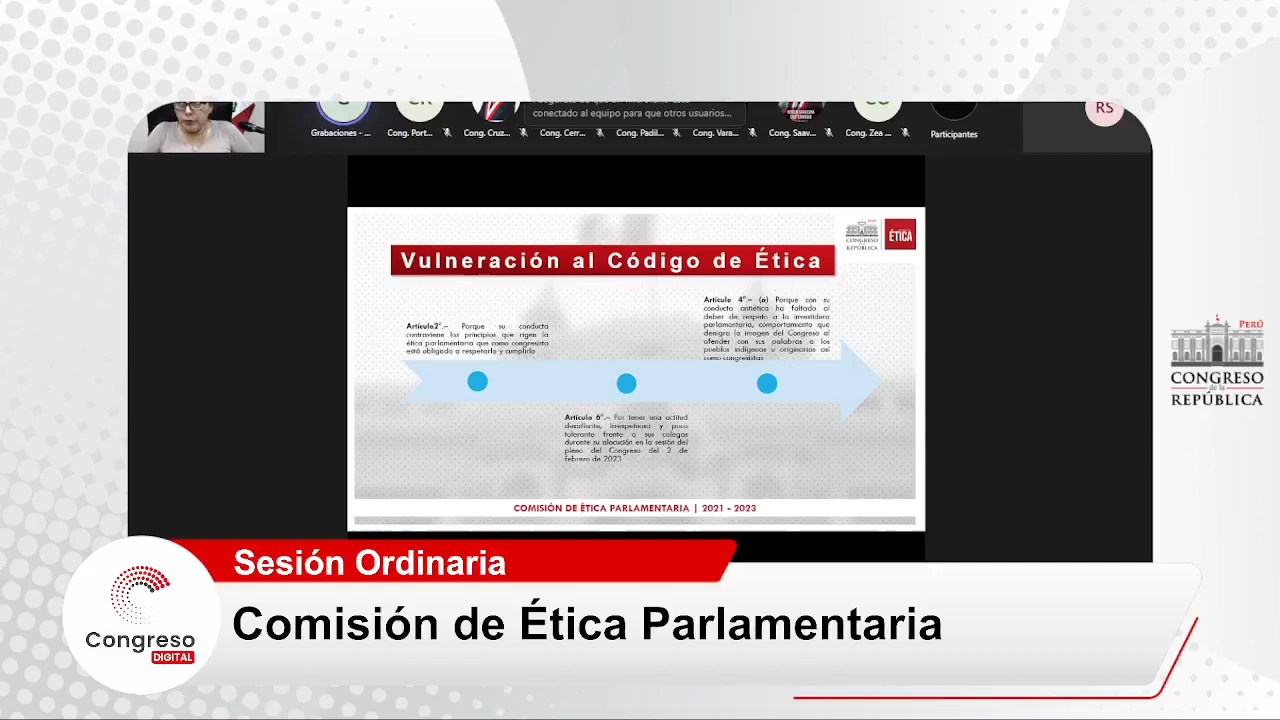 conectado al equipo para que otros usuarios...
RS
Grabaciones - ...
Cong. Port...
Cong. Cruz...
Cong. Cerr...
Cong. Padil...
Cong. Vara...
Cong. Saav...
Cong. Zea ...
Participantes
CONGRESO
REPÚBLICA
ÉTICA
Vulneración al Código de Ética
Artículo2°.– Porque su conducta
contraviene los principios que rigen la
ética parlamentaria que como congresista
está obligado a respetarlo y cumplirlo
Artículo 4°.– (a) Porque con su
conducta antiética ha faltado al
deber de respeto a la investidura
parlamentaria, comportamiento que
denigra la imagen del Congreso al
ofender con sus palabras a los
pueblos indígenas u originarios así
como congresistas
Artículo 6°.– Por tener una actitud
desafiante, irrespetuosa y poco
tolerante frente a sus colegas
durante su alocución en la sesión del
pleno del Congreso del 2 de
febrero de 2023
COMISIÓN DE ÉTICA PARLAMENTARIA | 2021 - 2023
PERÚ
CONGRESO
de la
REPÚBLICA
Sesión Ordinaria
Comisión de Ética Parlamentaria
Congreso
DIGITAL